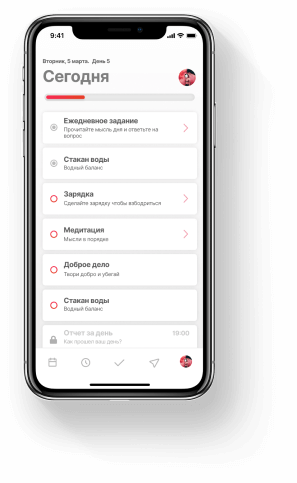 9:41
Вторник, 5 марта. День 5
Сегодня
Ежедневное задание
Прочитайте мысль дня и ответьте на
вопрос
Стакан воды
Водный баланс
Зарядка
Сделайте зарядку чтобы взбодриться
Медитация
Мысли в порядке
Доброе дело
Твори добро и убегай
Стакан воды
Водный баланс
Отчет за день 19:00
Как прошел ваш день?